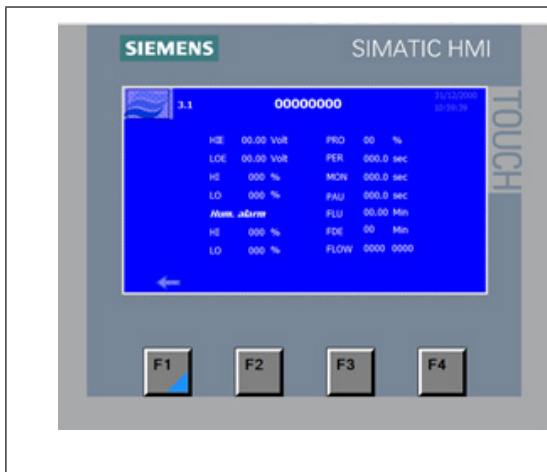 SIEMENS SIMATIC HMI
TOUCH
31/12/2000
3.1 00000000 10:59:39
HIE 00.00 Volt PRO 00 %
LOE 00.00 Volt PER 000.0 sec
HI 000 % MON 000.0 sec
LO 000 % PAU 000.0 sec
Hum. alarm FLU 00.00 Min
HI 000 % FDE 00 Min
LO 000 % FLOW 0000 0000
F1 F2 F3 F4